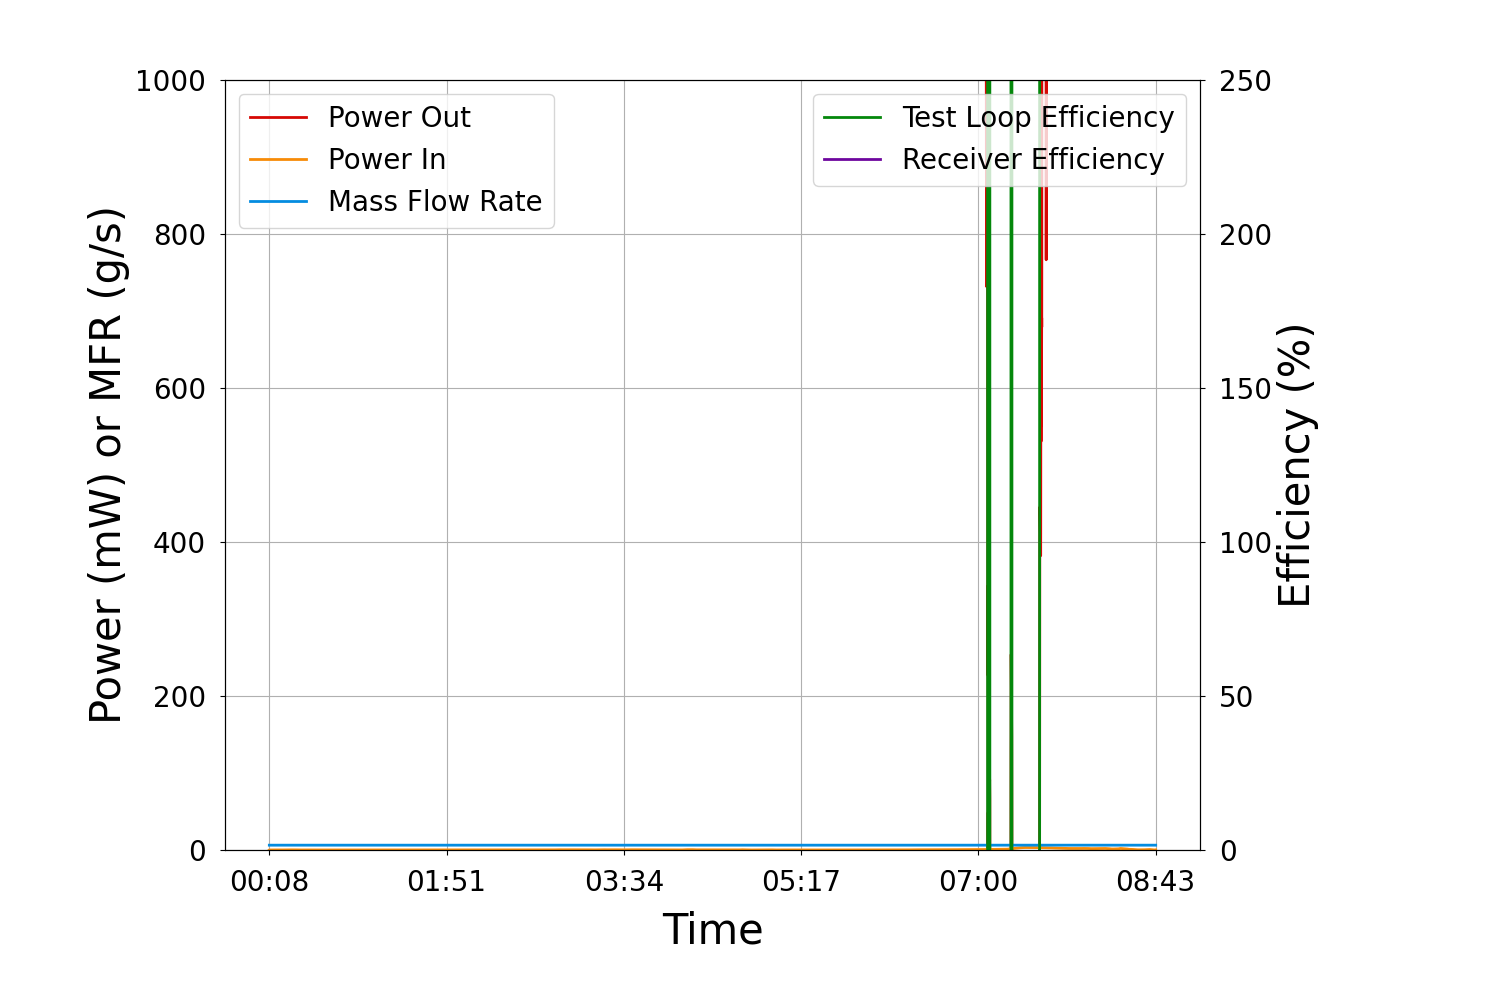 Power (mW) or MFR (g/s)
1000
800
600
400
200
0
Power Out
Power In
Mass Flow Rate
Test Loop Efficiency
Receiver Efficiency
250
200
150
100
50
0
Efficiency (%)
00:08 01:51 03:34 05:17 07:00 08:43
Time